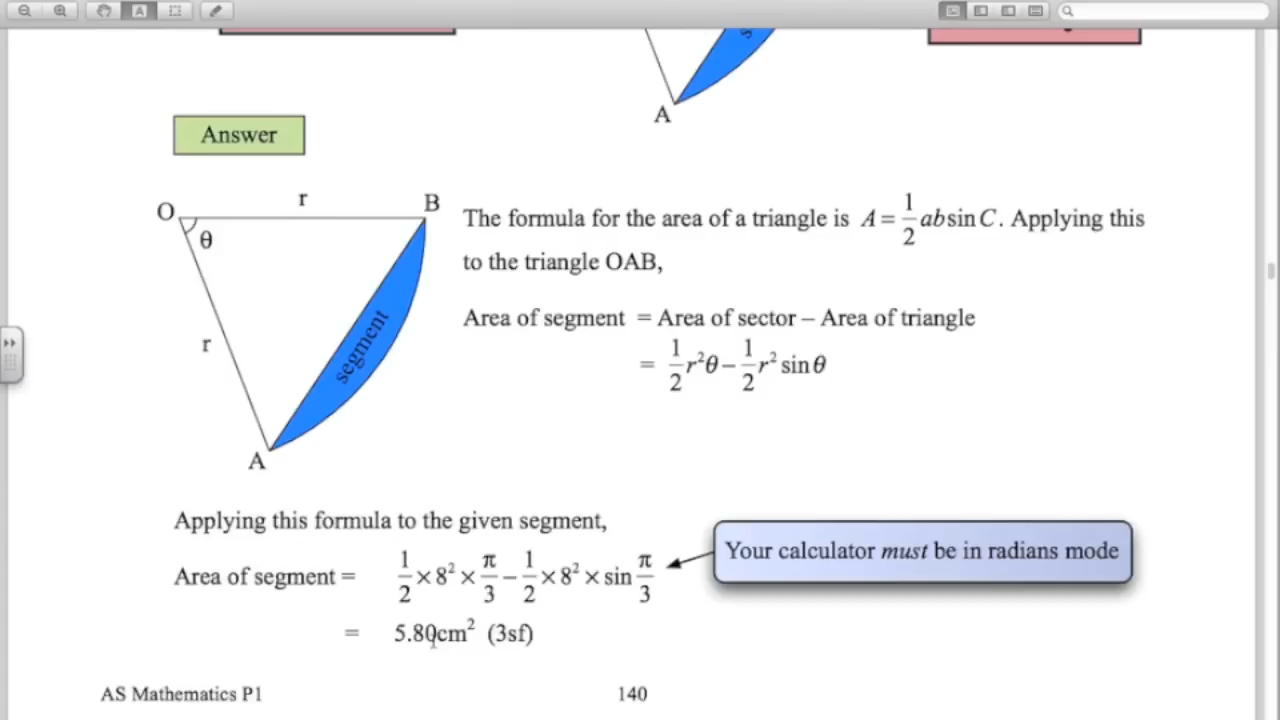 A
A
Answer
O
r
B
θ
r
segment
A
The formula for the area of a triangle is A = 1/2 ab sin C. Applying this
to the triangle OAB,
Area of segment = Area of sector – Area of triangle
= 1/2 r²θ – 1/2 r² sin θ
Applying this formula to the given segment,
Area of segment = 1/2 × 8² × π/3 – 1/2 × 8² × sin π/3
Your calculator must be in radians mode
= 5.80cm² (3sf)
AS Mathematics P1
140